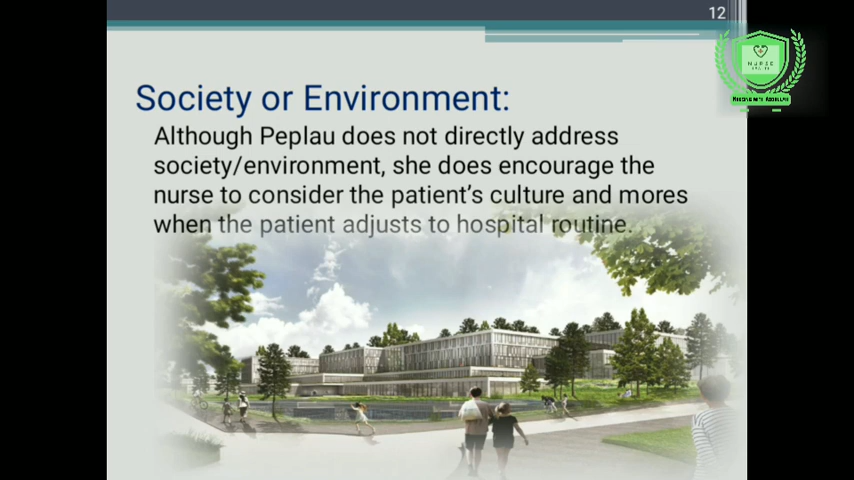 12
NURSE
Society or Environment:
Although Peplau does not directly address
society/environment, she does encourage the
nurse to consider the patient's culture and mores
when the patient adjusts to hospital routine.